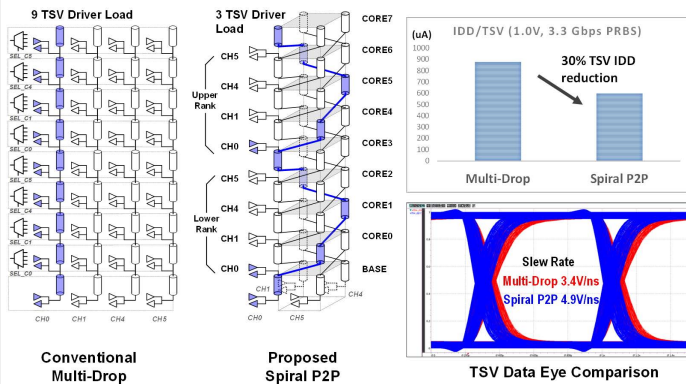 9 TSV Driver Load
SEL_C5
SEL_C4
SEL_C1
SEL_C0
SEL_C5
SEL_C4
SEL_C1
SEL_C0
CH0
CH1
CH4
CH5
Conventional
Multi-Drop
3 TSV Driver
Load
CH5
CH4
Upper
Rank
CH1
CH0
CH5
CH4
Lower
Rank
CH1
CH0
CH1
CH4
CH0
CH5
CORE7
CORE6
CORE5
CORE4
CORE3
CORE2
CORE1
CORE0
BASE
Proposed
Spiral P2P
(uA)
IDD/TSV (1.0V, 3.3 Gbps PRBS)
1000
900
800
700
600
500
400
300
200
100
0
30% TSV IDD
reduction
Multi-Drop
Spiral P2P
Slew Rate
Multi-Drop 3.4V/ns
Spiral P2P 4.9V/ns
TSV Data Eye Comparison